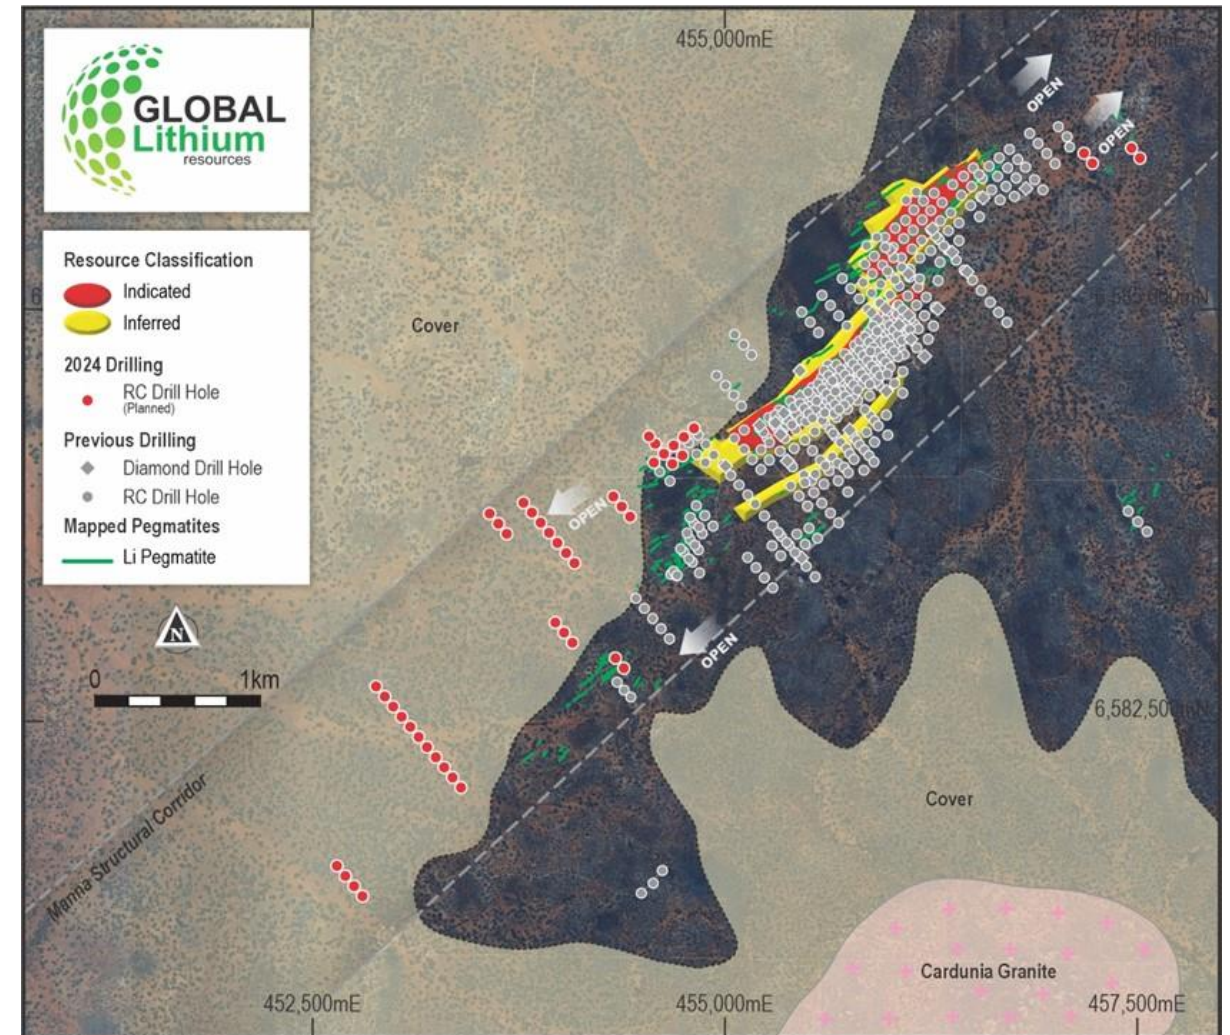 455,000mE
457,500mE
GLOBAL
Lithium
resources
OPEN
OPEN
Resource Classification
Indicated
Inferred
2024 Drilling
RC Drill Hole
(Planned)
Previous Drilling
Diamond Drill Hole
RC Drill Hole
Mapped Pegmatites
Li Pegmatite
Cover
OPEN
N
0 1km
OPEN
6,582,500mN
Manna Structural Corridor
Cover
Cardunia Granite
452,500mE
455,000mE
457,500mE